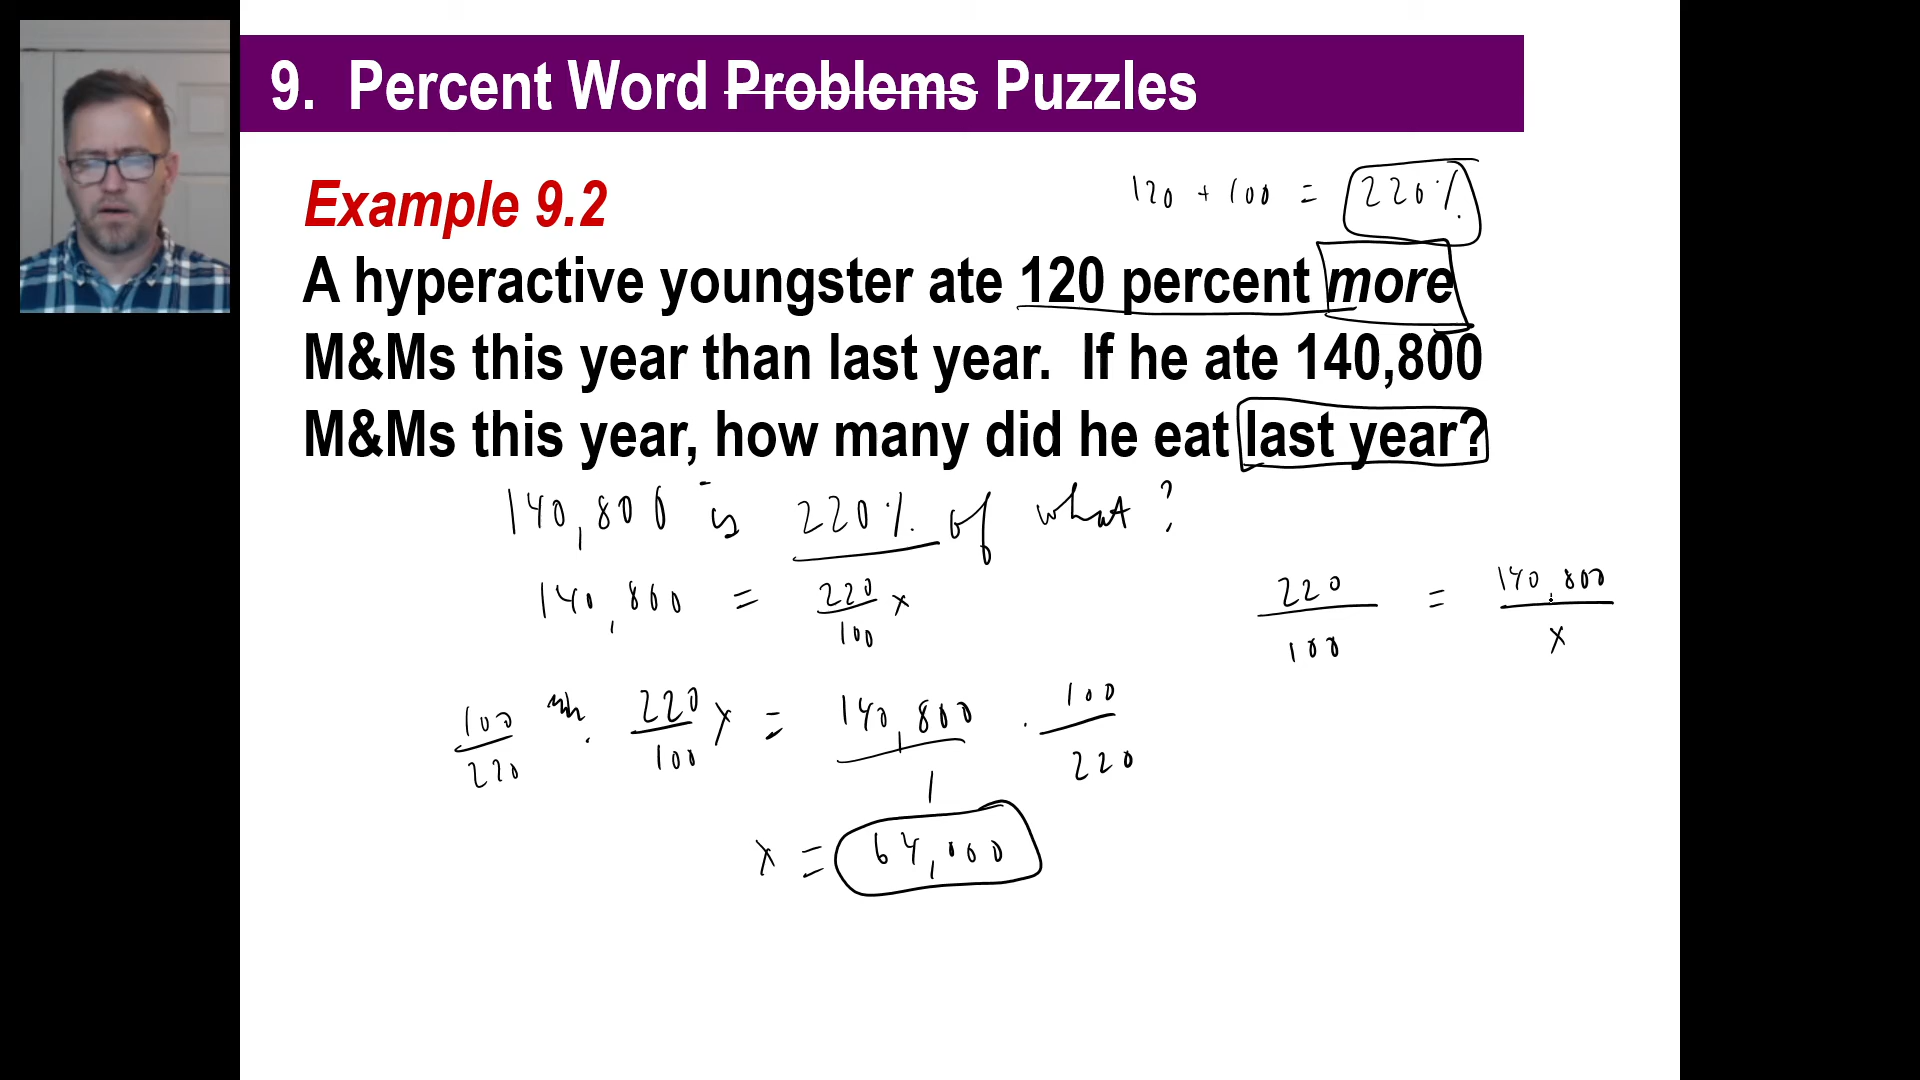 9. Percent Word Problems Puzzles
Example 9.2
120 + 100 = 220%
A hyperactive youngster ate 120 percent more
M&Ms this year than last year. If he ate 140,800
M&Ms this year, how many did he eat last year?
140,800 is 220% of what?
140,800 = 220/100 x
220/100 = 140,800/x
100/220 · 220/100 x = 140,800/1 · 100/220
x = 64,000